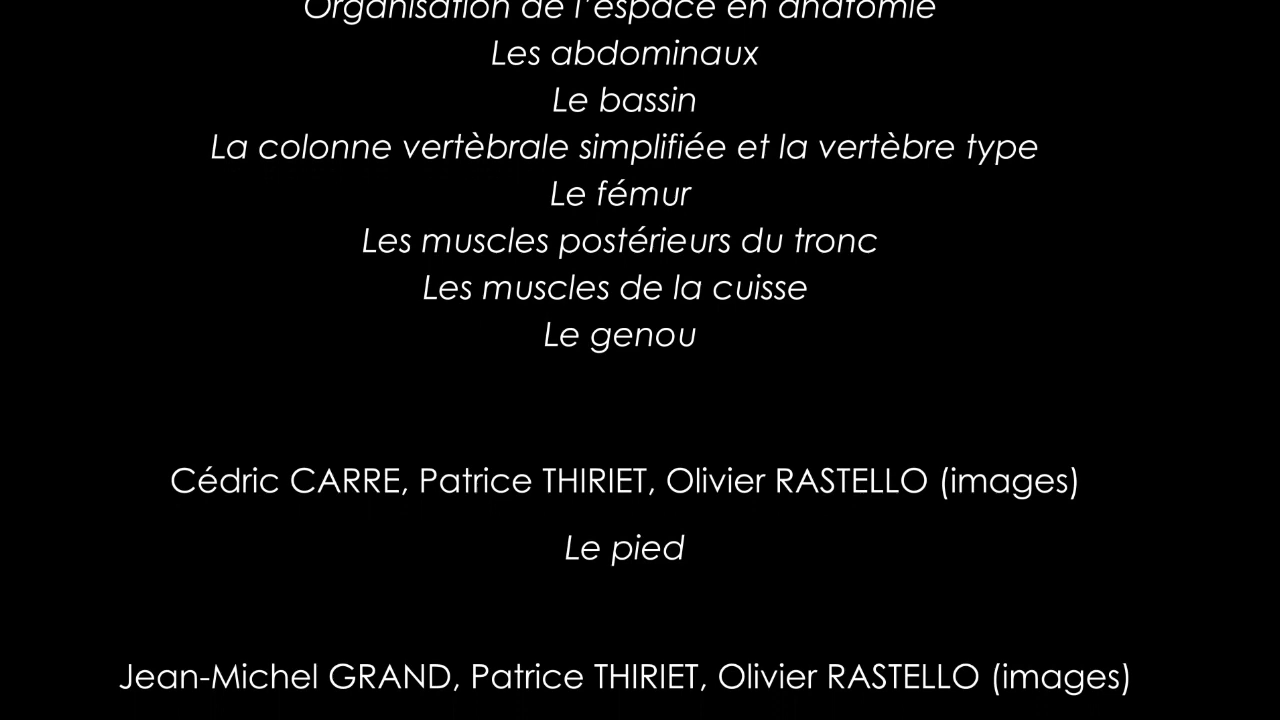 Organisation de l’espace en anatomie
Les abdominaux
Le bassin
La colonne vertèbrale simplifiée et la vertèbre type
Le fémur
Les muscles postérieurs du tronc
Les muscles de la cuisse
Le genou
Cédric CARRE, Patrice THIRIET, Olivier RASTELLO (images)
Le pied
Jean-Michel GRAND, Patrice THIRIET, Olivier RASTELLO (images)